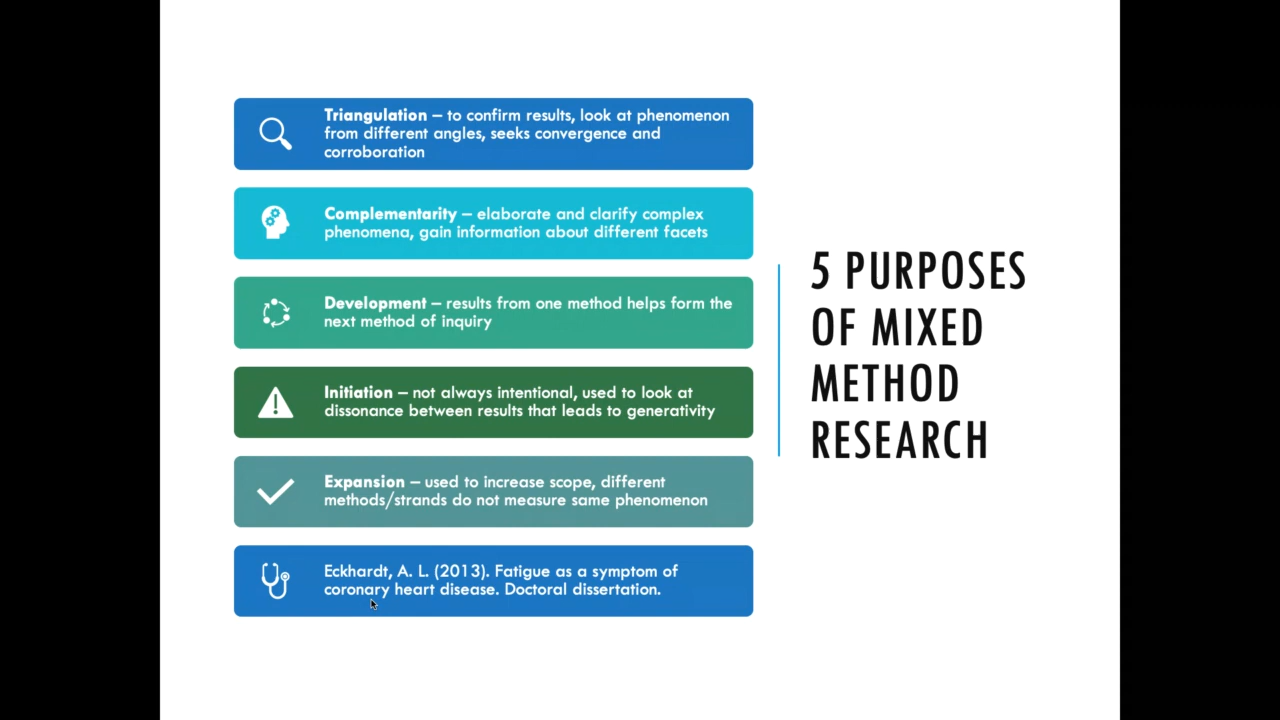 Triangulation – to confirm results, look at phenomenon
from different angles, seeks convergence and
corroboration
Complementarity – elaborate and clarify complex
phenomena, gain information about different facets
Development – results from one method helps form the
next method of inquiry
Initiation – not always intentional, used to look at
dissonance between results that leads to generativity
Expansion – used to increase scope, different
methods/strands do not measure same phenomenon
Eckhardt, A. L. (2013). Fatigue as a symptom of
coronary heart disease. Doctoral dissertation.
5 PURPOSES
OF MIXED
METHOD
RESEARCH